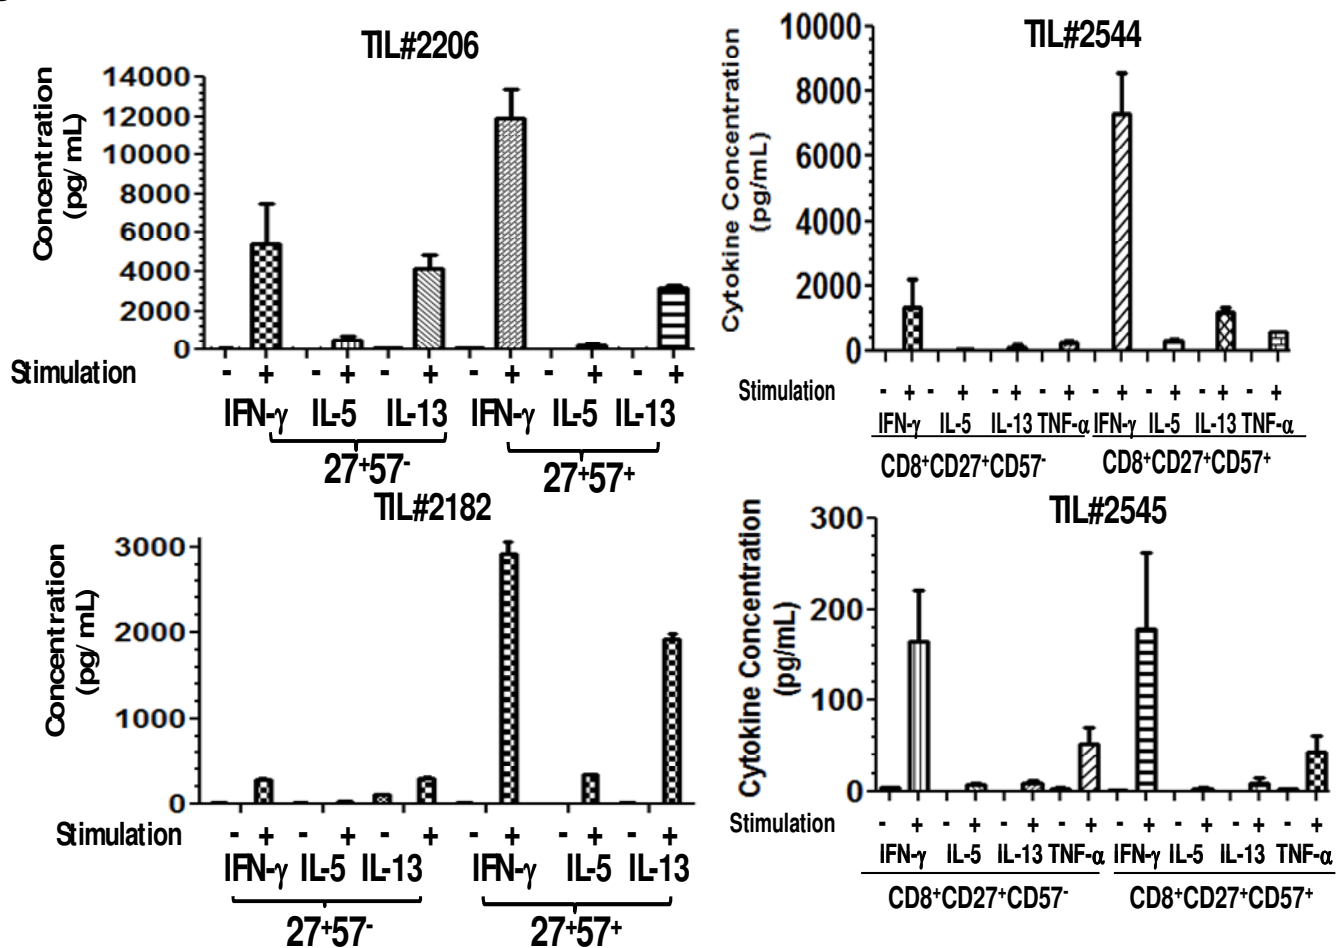 TIL#2206
Concentration
(pg/ mL)
14000
12000
10000
8000
6000
4000
2000
0
Stimulation - + - + - + - + - + - +
IFN-γ IL-5 IL-13 IFN-γ IL-5 IL-13
27+57- 27+57+
TIL#2544
Cytokine Concentration
(pg/mL)
10000
8000
6000
4000
2000
0
Stimulation - + - + - + - + - + - + - + - +
IFN-γ IL-5 IL-13 TNF-α IFN-γ IL-5 IL-13 TNF-α
CD8+CD27+CD57- CD8+CD27+CD57+
TIL#2182
Concentration
(pg/ mL)
3000
2000
1000
0
Stimulation - + - + - + - + - + - +
IFN-γ IL-5 IL-13 IFN-γ IL-5 IL-13
27+57- 27+57+
TIL#2545
Cytokine Concentration
(pg/mL)
300
200
100
0
Stimulation - + - + - + - + - + - + - + - +
IFN-γ IL-5 IL-13 TNF-α IFN-γ IL-5 IL-13 TNF-α
CD8+CD27+CD57- CD8+CD27+CD57+